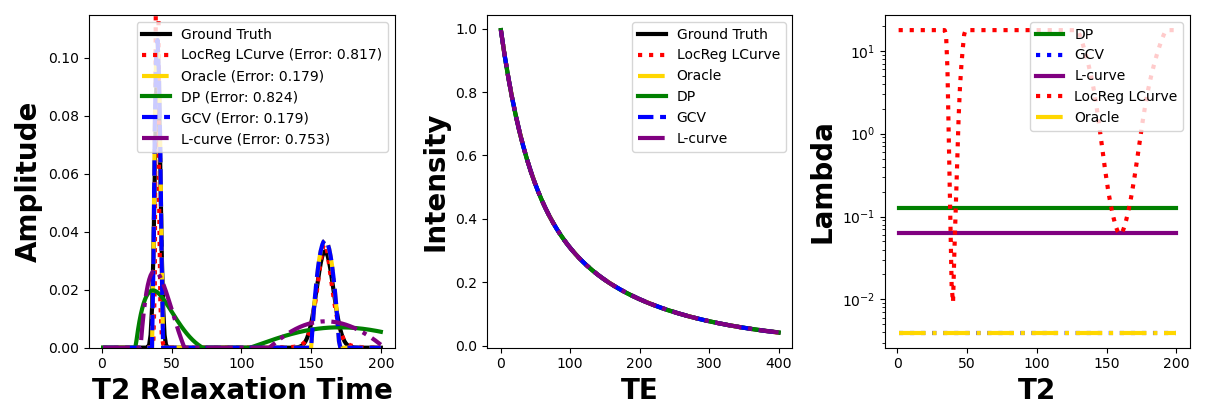 Amplitude
0.10
0.08
0.06
0.04
0.02
0.00
0
50
100
150
200
T2 Relaxation Time
Ground Truth
LocReg LCurve (Error: 0.817)
Oracle (Error: 0.179)
DP (Error: 0.824)
GCV (Error: 0.179)
L-curve (Error: 0.753)
Intensity
1.0
0.8
0.6
0.4
0.2
0.0
0
100
200
300
400
TE
Ground Truth
LocReg LCurve
Oracle
DP
GCV
L-curve
Lambda
10¹
10⁰
10⁻¹
10⁻²
0
50
100
150
200
T2
DP
GCV
L-curve
LocReg LCurve
Oracle